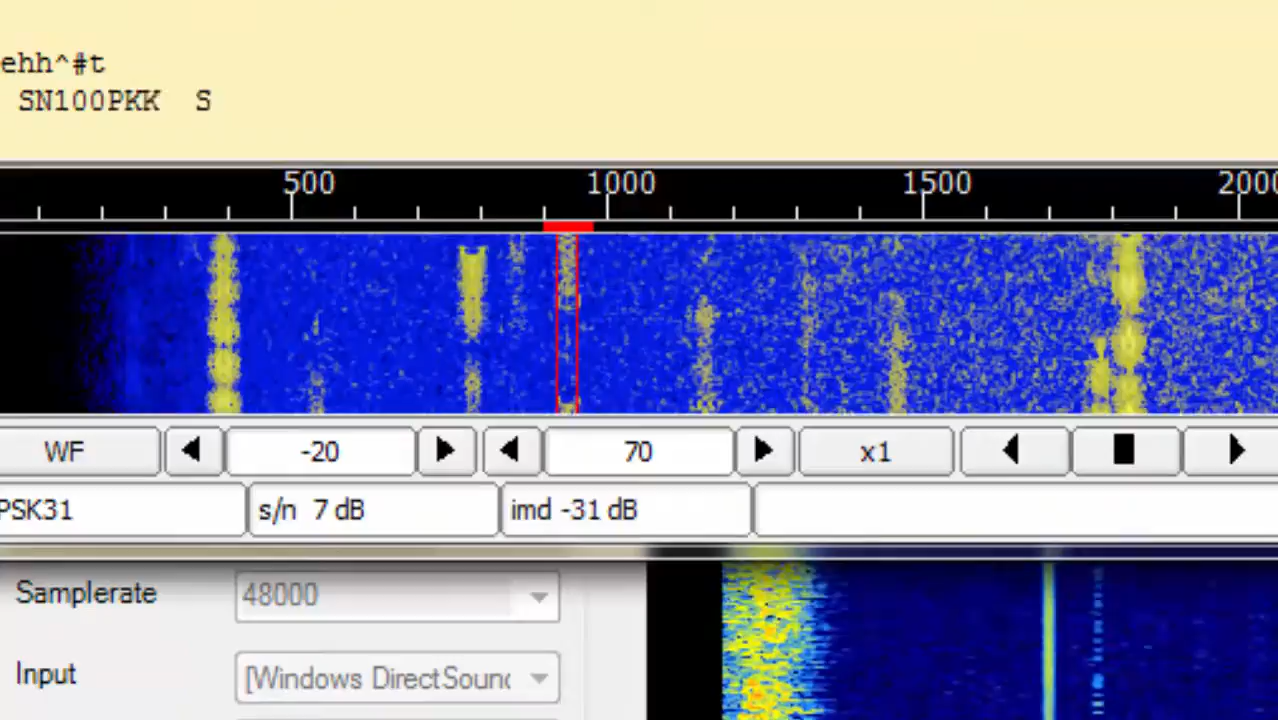 ehh^#t
SN100PKK  S
500 1000 1500 2000
WF -20 70 x1
PSK31 s/n 7 dB imd -31 dB
Samplerate 48000
Input [Windows DirectSound